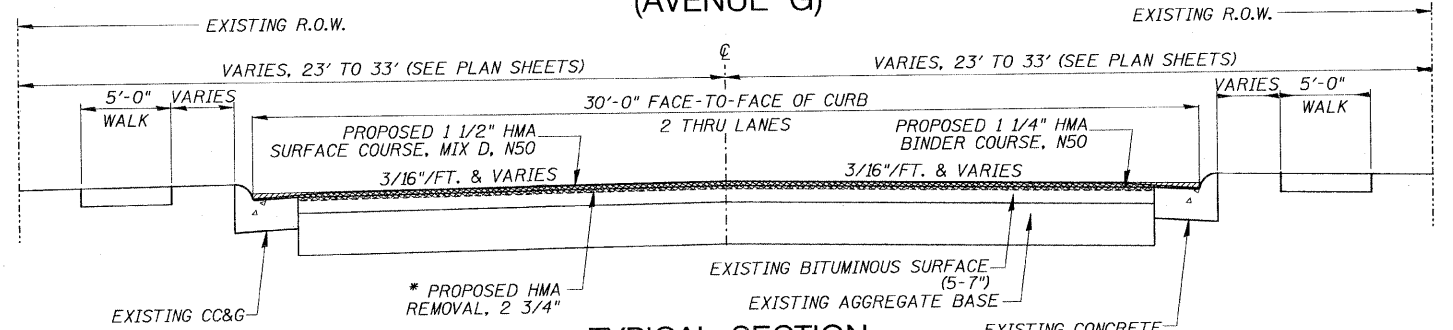 (AVENUE G)
EXISTING R.O.W.
EXISTING R.O.W.
℄
VARIES, 23' TO 33' (SEE PLAN SHEETS)
VARIES, 23' TO 33' (SEE PLAN SHEETS)
5'-0"
WALK
VARIES
30'-0" FACE-TO-FACE OF CURB
VARIES
5'-0"
WALK
2 THRU LANES
PROPOSED 1 1/2" HMA
SURFACE COURSE, MIX D, N50
PROPOSED 1 1/4" HMA
BINDER COURSE, N50
3/16"/FT. & VARIES
3/16"/FT. & VARIES
EXISTING CC&G
* PROPOSED HMA
REMOVAL, 2 3/4"
EXISTING BITUMINOUS SURFACE
(5-7")
EXISTING AGGREGATE BASE
TYPICAL SECTION
EXISTING CONCRETE